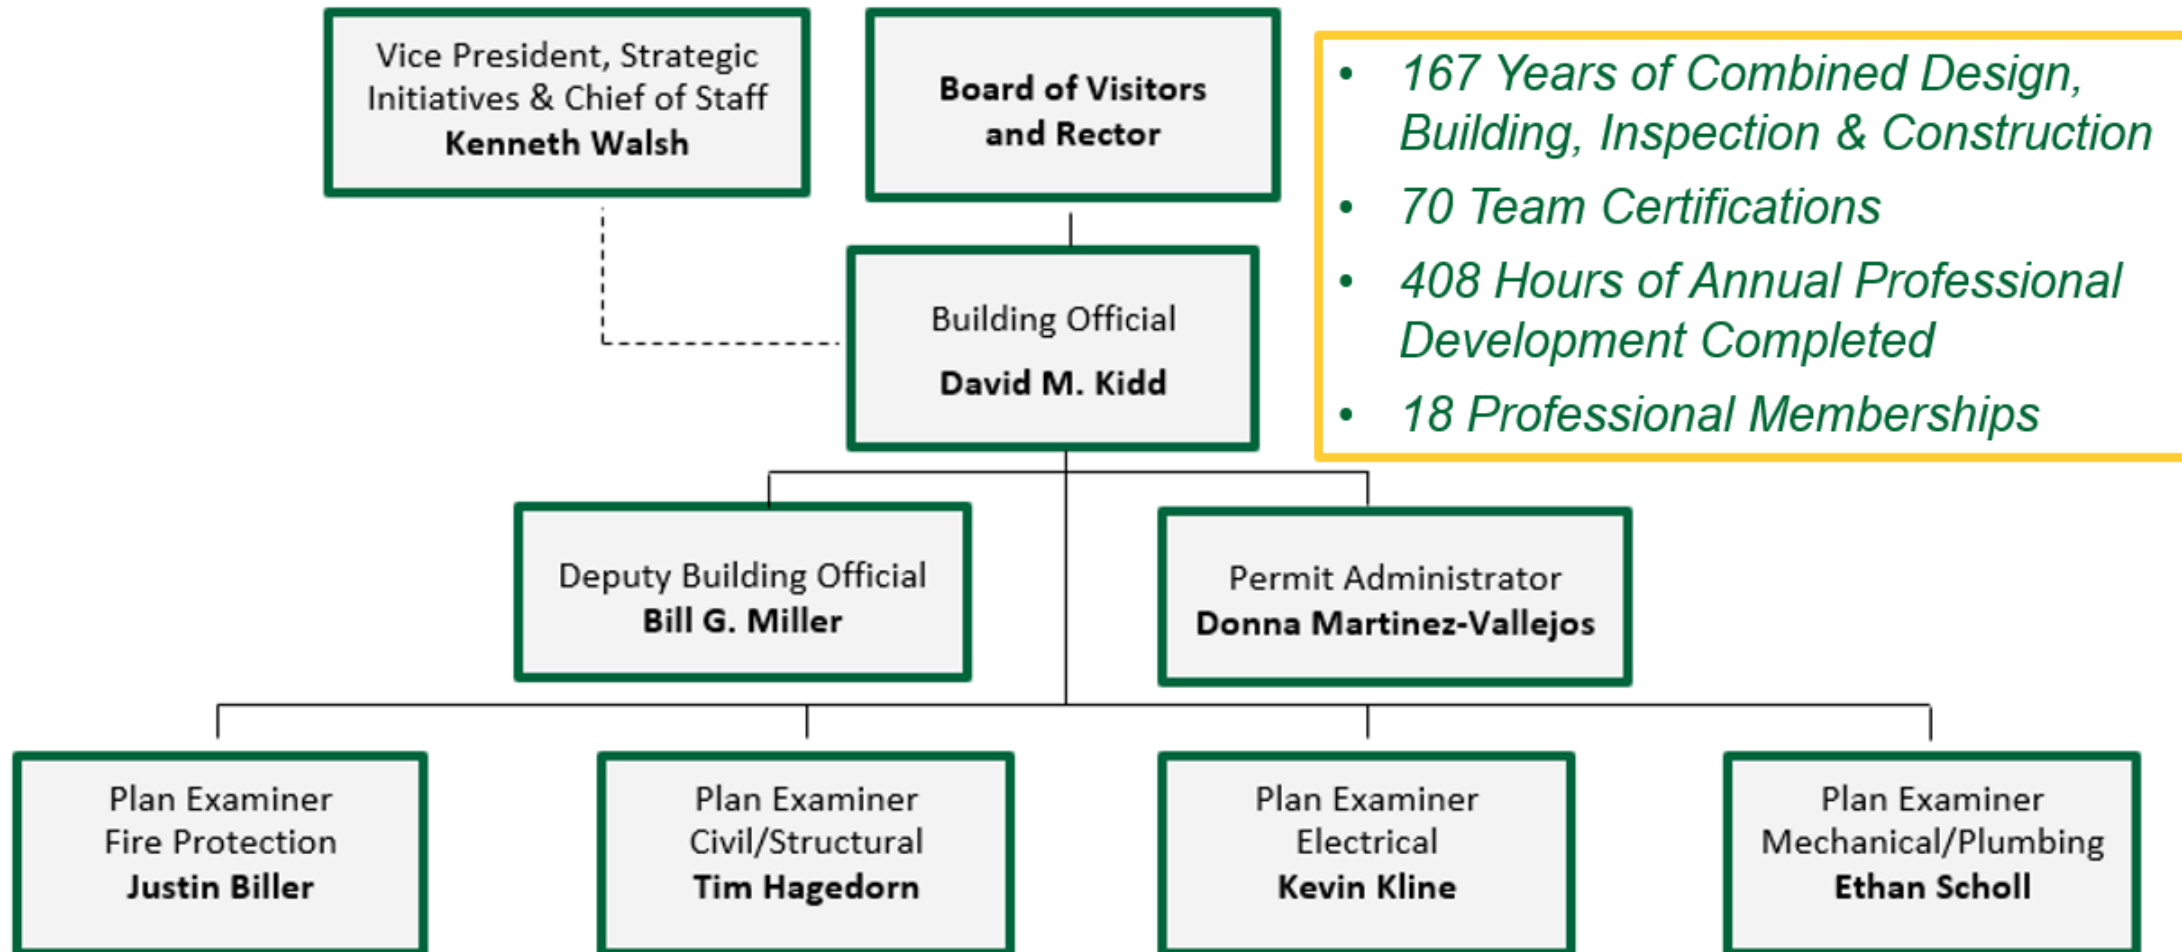 Vice President, Strategic
Initiatives & Chief of Staff
Kenneth Walsh
Board of Visitors
and Rector
• 167 Years of Combined Design,
Building, Inspection & Construction
• 70 Team Certifications
• 408 Hours of Annual Professional
Development Completed
• 18 Professional Memberships
Building Official
David M. Kidd
Deputy Building Official
Bill G. Miller
Permit Administrator
Donna Martinez-Vallejos
Plan Examiner
Fire Protection
Justin Biller
Plan Examiner
Civil/Structural
Tim Hagedorn
Plan Examiner
Electrical
Kevin Kline
Plan Examiner
Mechanical/Plumbing
Ethan Scholl